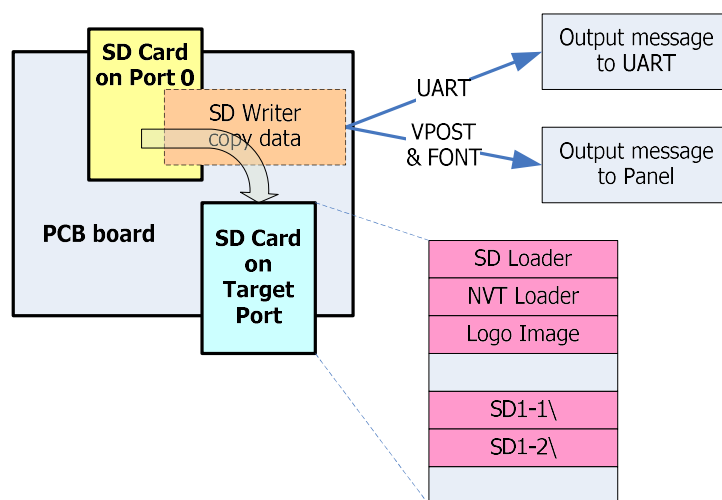 SD Card
on Port 0
SD Writer
copy data
PCB board
SD Card
on
Target
Port
UART
VPOST
& FONT
Output message
to UART
Output message
to Panel
SD Loader
NVT Loader
Logo Image
SD1-1\
SD1-2\